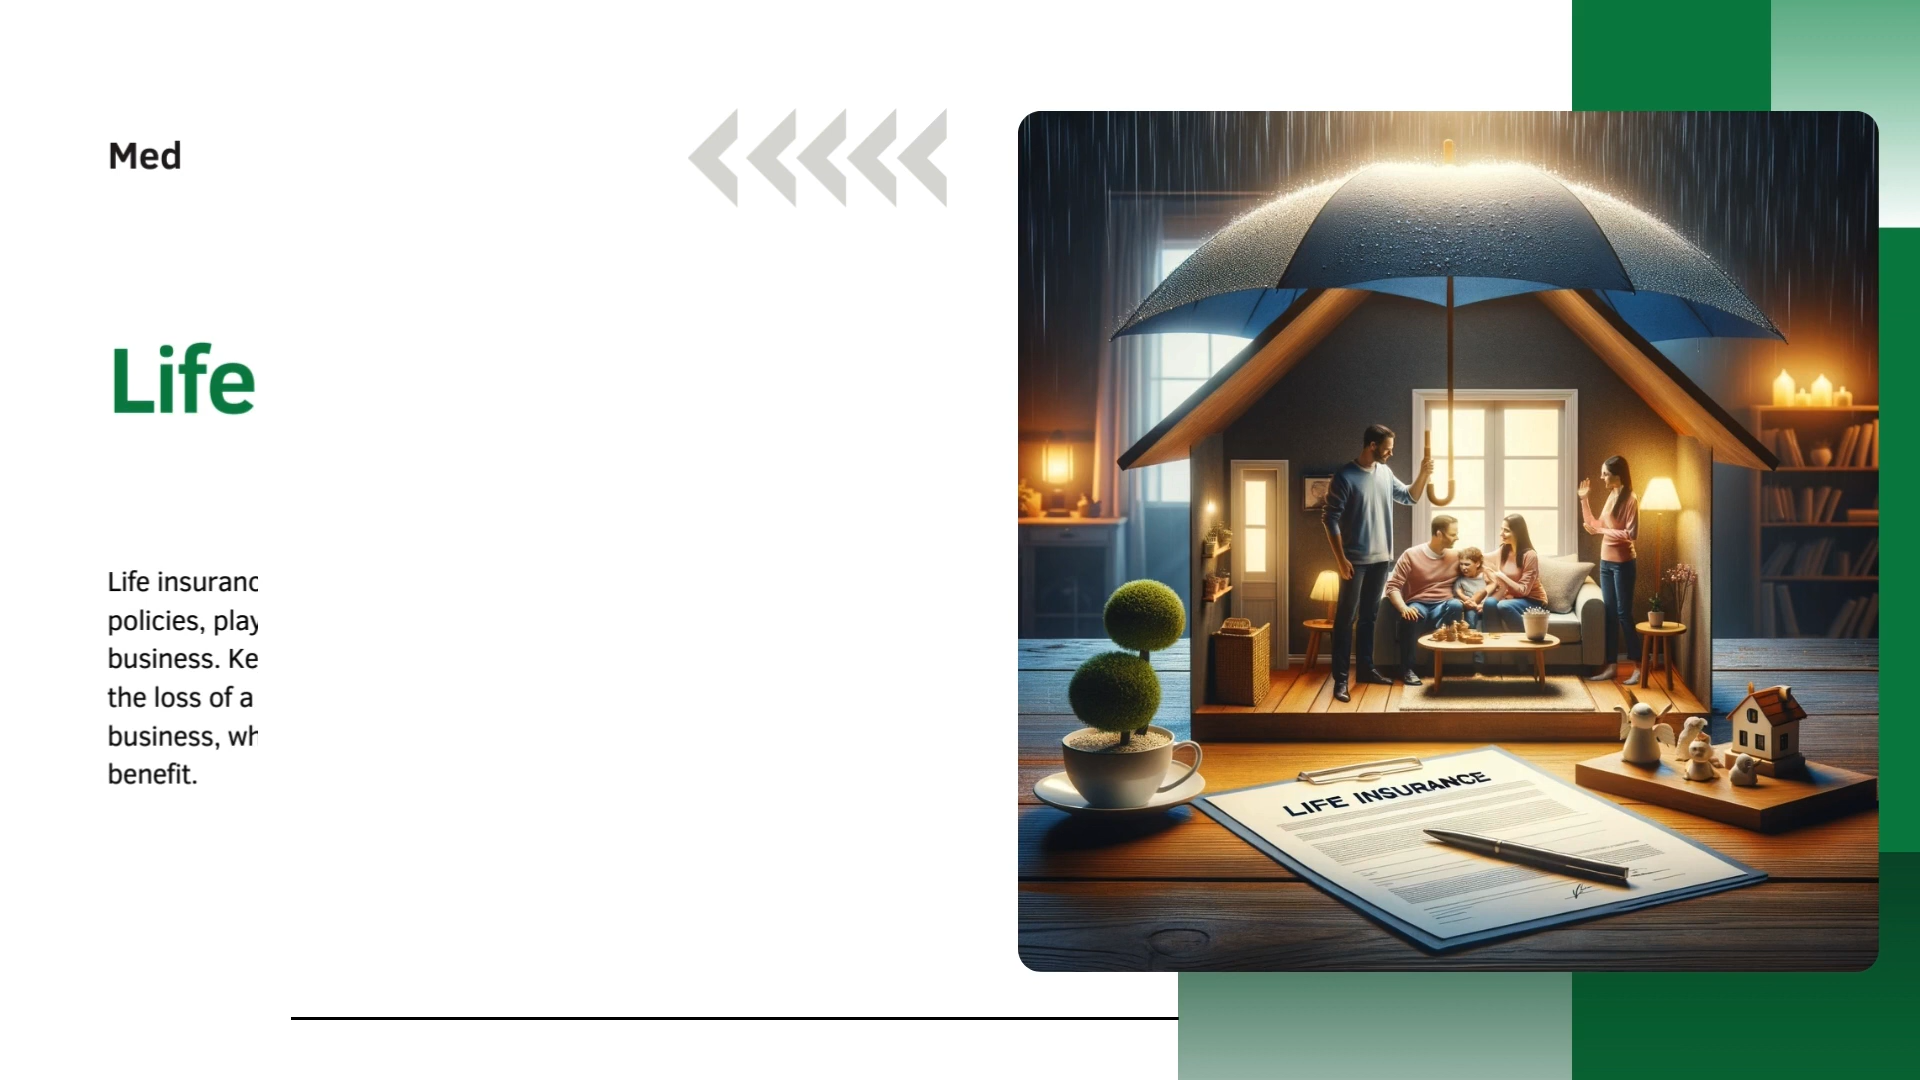 Med
Life
Life insuranc
policies, play
business. Ke
the loss of a
business, wh
benefit.
LIFE INSURANCE